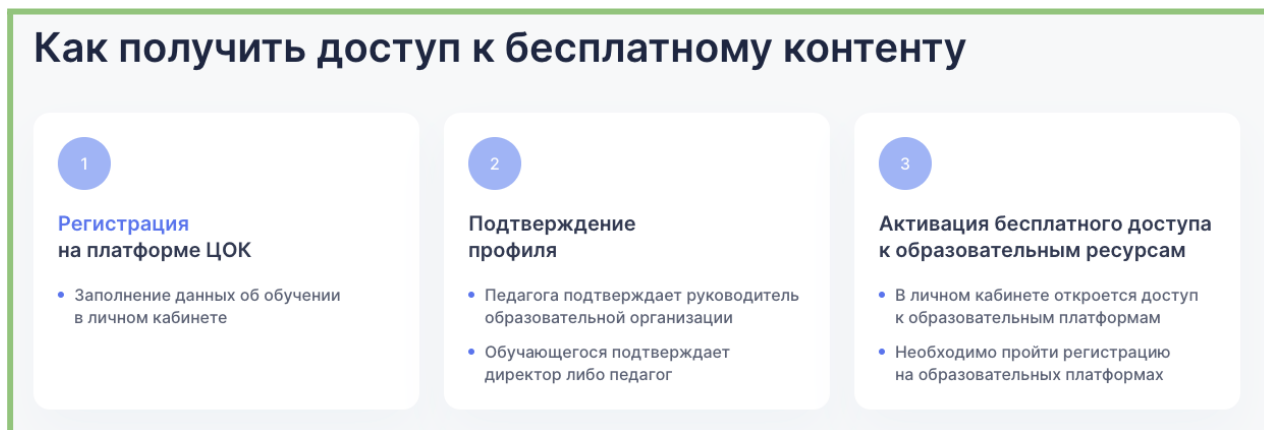 Как получить доступ к бесплатному контенту
1
Регистрация
на платформе ЦОК
Заполнение данных об обучении
в личном кабинете
2
Подтверждение
профиля
Педагога подтверждает руководитель
образовательной организации
Обучающегося подтверждает
директор либо педагог
3
Активация бесплатного доступа
к образовательным ресурсам
В личном кабинете откроется доступ
к образовательным платформам
Необходимо пройти регистрацию
на образовательных платформах